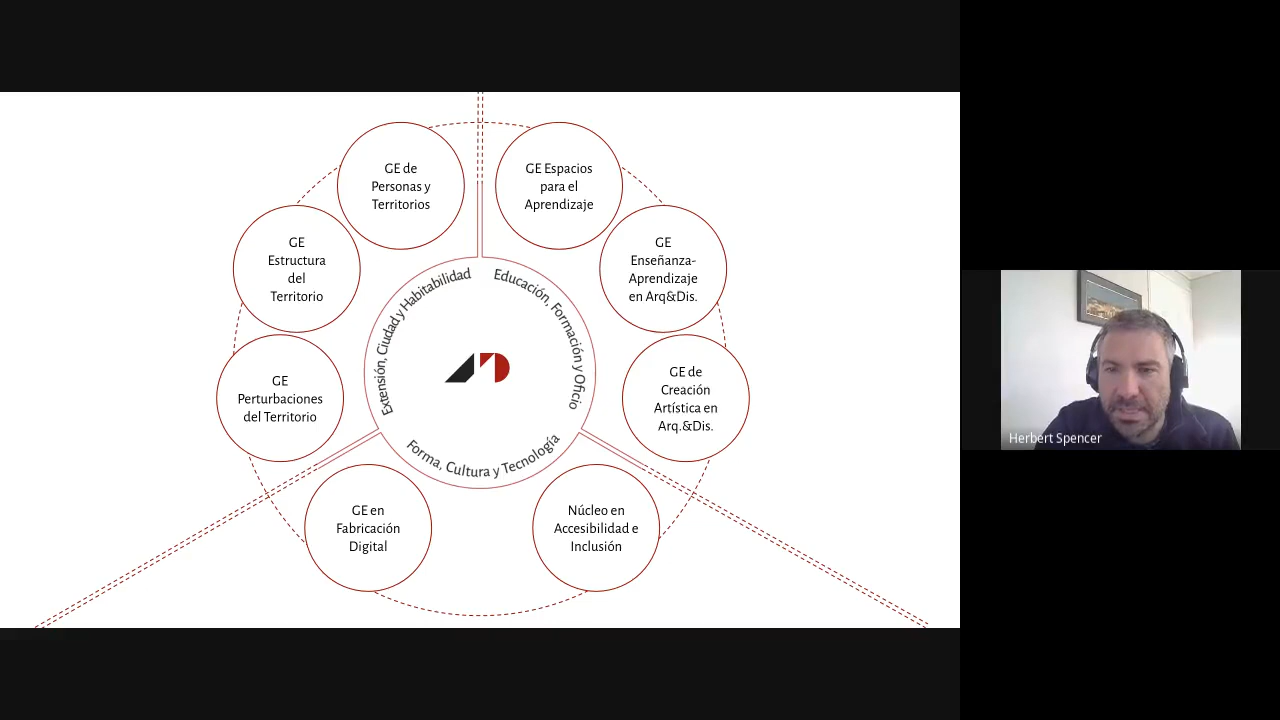 GE de
Personas y
Territorios
GE Espacios
para el
Aprendizaje
GE
Estructura
del
Territorio
GE
Enseñanza-
Aprendizaje
en Arq&Dis.
Extensión, Ciudad y Habitabilidad
Educación, Formación y Oficio
GE
Perturbaciones
del Territorio
GE de
Creación
Artística en
Arq.&Dis.
Forma, Cultura y Tecnología
GE en
Fabricación
Digital
Núcleo en
Accesibilidad e
Inclusión
Herbert Spencer